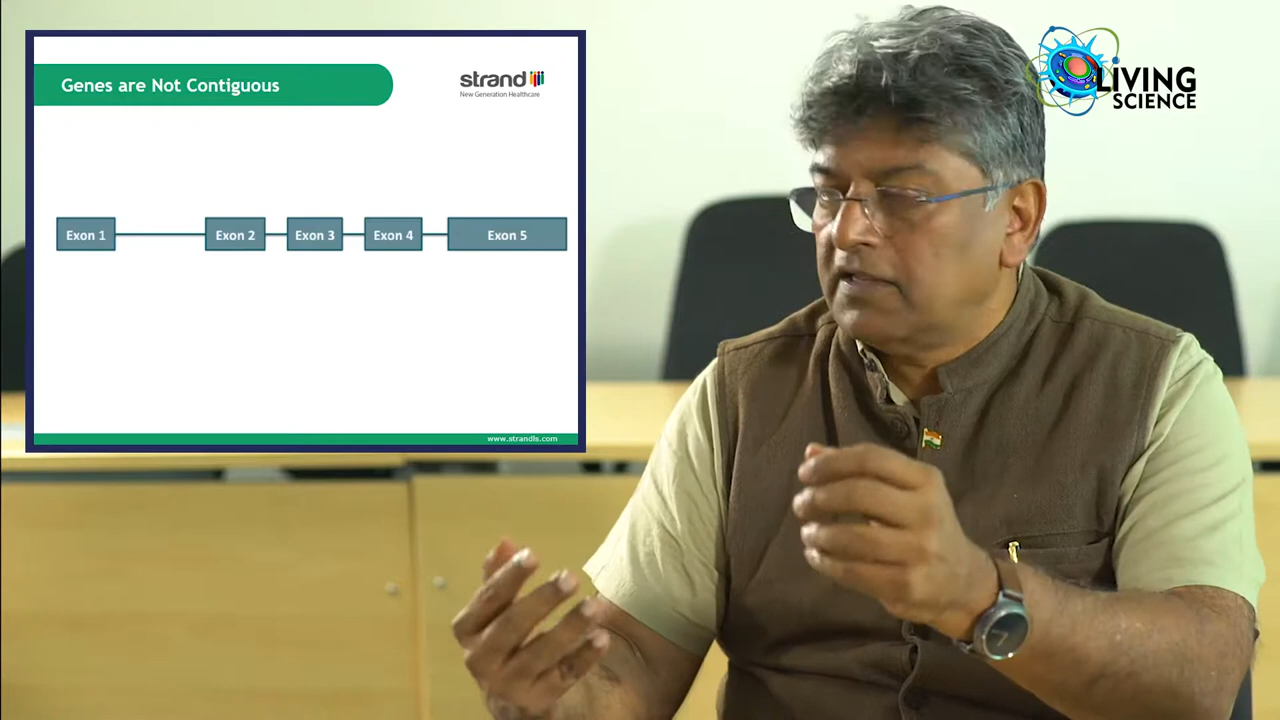 Genes are Not Contiguous
strand
New Generation Healthcare
Exon 1
Exon 2
Exon 3
Exon 4
Exon 5
www.strandls.com
LIVING
SCIENCE